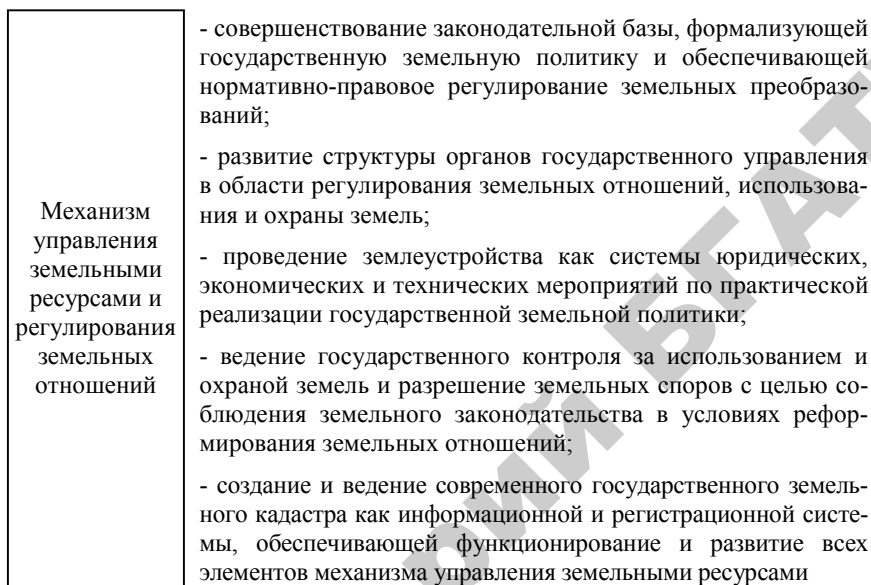 Механизм
управления
земельными
ресурсами и
регулирования
земельных
отношений
- совершенствование законодательной базы, формализующей
государственную земельную политику и обеспечивающей
нормативно-правовое регулирование земельных преобразо-
ваний;
- развитие структуры органов государственного управления
в области регулирования земельных отношений, использова-
ния и охраны земель;
- проведение землеустройства как системы юридических,
экономических и технических мероприятий по практической
реализации государственной земельной политики;
- ведение государственного контроля за использованием и
охраной земель и разрешение земельных споров с целью со-
блюдения земельного законодательства в условиях рефор-
мирования земельных отношений;
- создание и ведение современного государственного земель-
ного кадастра как информационной и регистрационной систе-
мы, обеспечивающей функционирование и развитие всех
элементов механизма управления земельными ресурсами